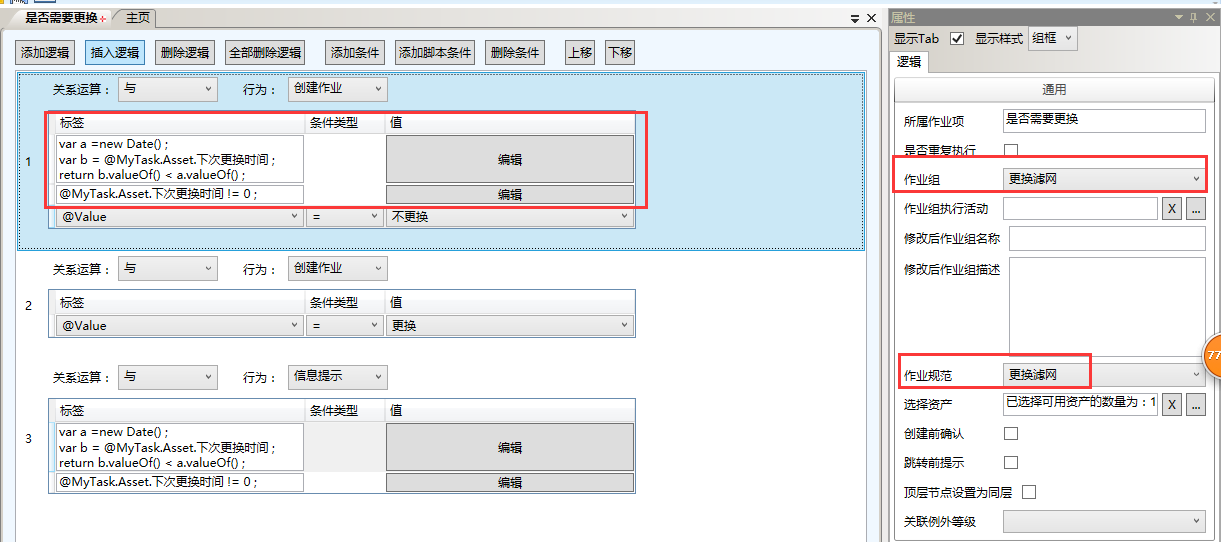 是否需要更换
主页
添加逻辑 插入逻辑 删除逻辑 全部删除逻辑 添加条件 添加脚本条件 删除条件 上移 下移
1
关系运算： 与 行为： 创建作业
标签 条件类型 值
var a =new Date() ;
var b = @MyTask.Asset.下次更换时间 ;
return b.valueOf() < a.valueOf() ;
编辑
@MyTask.Asset.下次更换时间 != 0 ;
编辑
@Value = 不更换
2
关系运算： 与 行为： 创建作业
标签 条件类型 值
@Value = 更换
3
关系运算： 与 行为： 信息提示
标签 条件类型 值
var a =new Date() ;
var b = @MyTask.Asset.下次更换时间 ;
return b.valueOf() < a.valueOf() ;
编辑
@MyTask.Asset.下次更换时间 != 0 ;
编辑
属性
显示Tab 显示样式 组框
逻辑
通用
所属作业项 是否需要更换
是否重复执行
作业组 更换滤网
作业组执行活动 X ...
修改后作业组名称
修改后作业组描述
作业规范 更换滤网
选择资产 已选择可用资产的数量为：1 X ...
创建前确认
跳转前提示
顶层节点设置为同层
关联例外等级
77